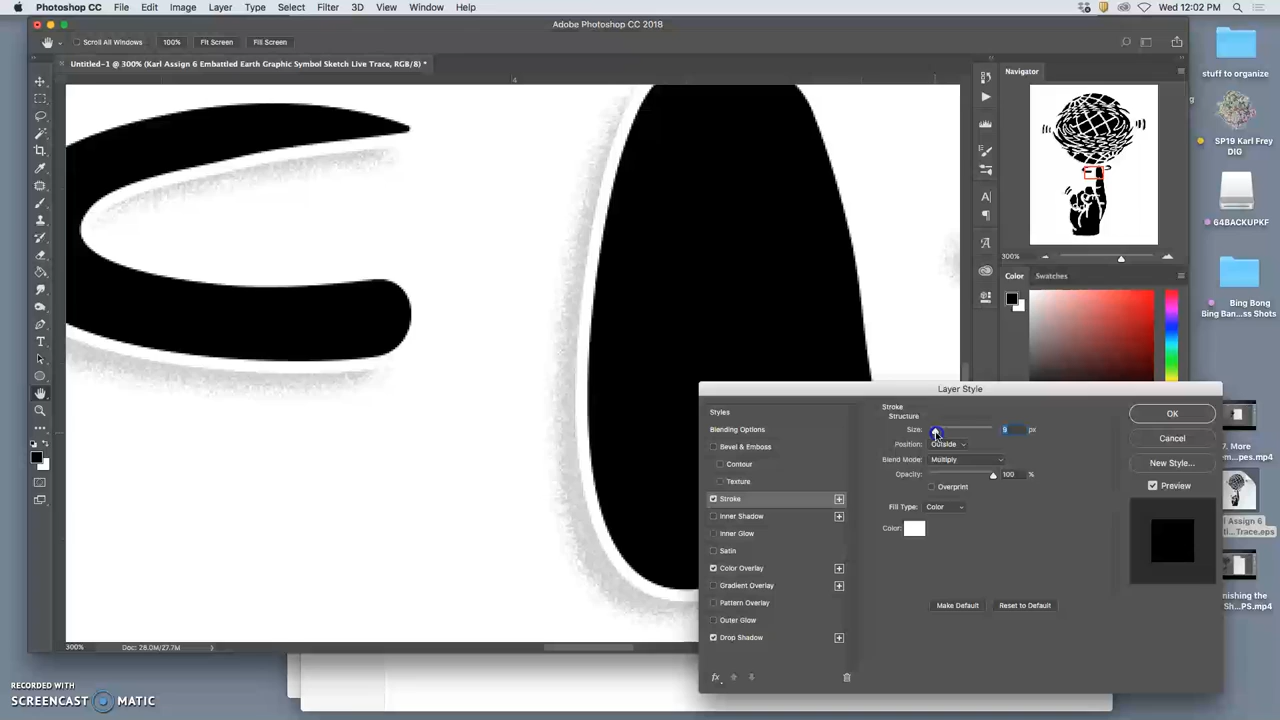 Photoshop CC File Edit Image Layer Type Select Filter 3D View Window Help Wed 12:02 PM
Adobe Photoshop CC 2018
Scroll All Windows 100% Fit Screen Fill Screen
Untitled-1 @ 300% (Karl Assign 6 Embattled Earth Graphic Symbol Sketch Live Trace, RGB/8) *
4
Navigator
stuff to organize
SP19 Karl Frey
DIG
64BACKUPKF
300%
Color Swatches
Bing Bong
Bing Ban...ss Shots
Layer Style
Styles
Blending Options
Bevel & Emboss
Contour
Texture
Stroke
Inner Shadow
Inner Glow
Satin
Color Overlay
Gradient Overlay
Pattern Overlay
Outer Glow
Drop Shadow
fx
Stroke
Structure
Size: 9 px
Position: Outside
Blend Mode: Multiply
Opacity: 100 %
Overprint
Fill Type: Color
Color:
Make Default Reset to Default
OK
Cancel
New Style...
Preview
7. More
em...pes.mp4
l Assign 6
Trace.eps
nishing the
Sh...PS.mp4
300% Doc: 28.0M/27.7M
RECORDED WITH
SCREENCAST MATIC